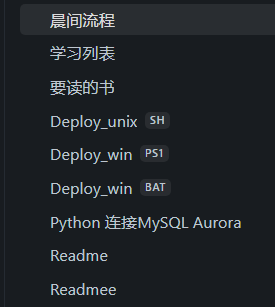 晨间流程
学习列表
要读的书
Deploy_unix SH
Deploy_win PS1
Deploy_win BAT
Python 连接MySQL Aurora
Readme
Readmee